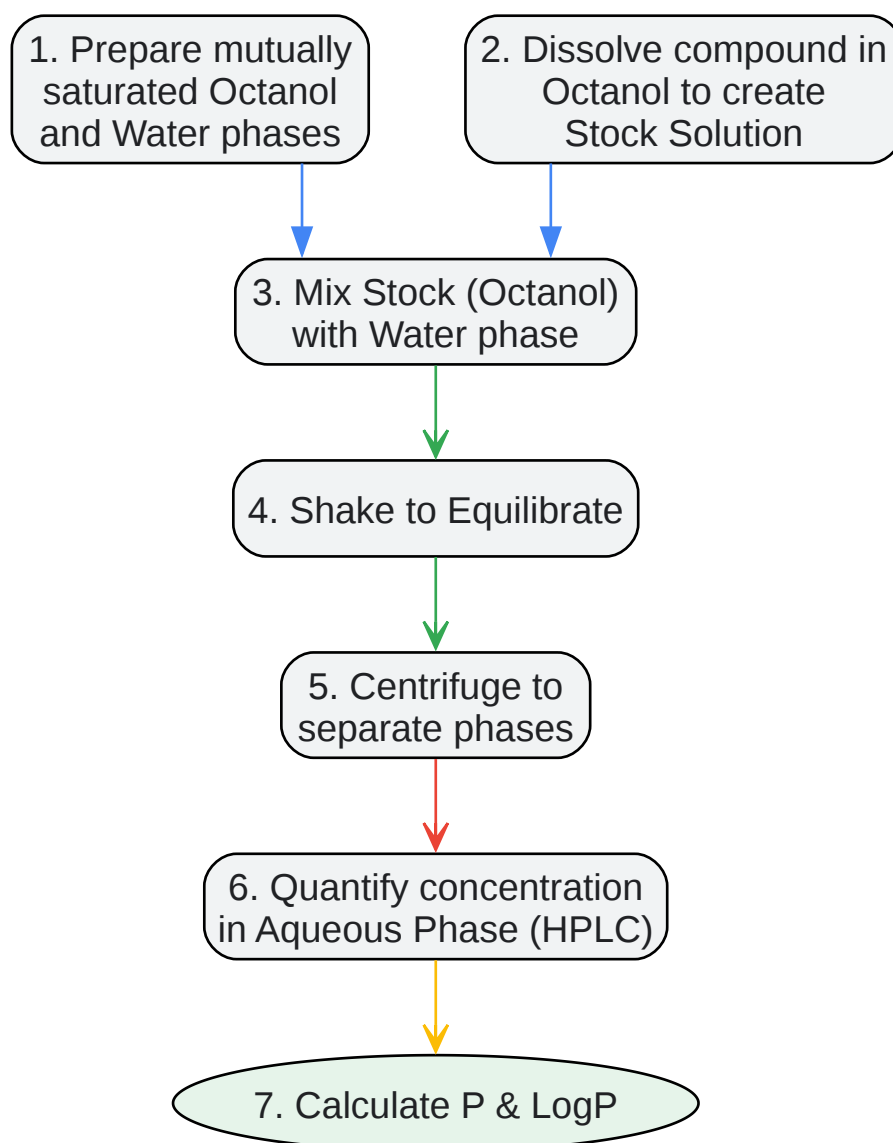 1. Prepare mutually
saturated Octanol
and Water phases
2. Dissolve compound in
Octanol to create
Stock Solution
3. Mix Stock (Octanol)
with Water phase
4. Shake to Equilibrate
5. Centrifuge to
separate phases
6. Quantify concentration
in Aqueous Phase (HPLC)
7. Calculate P & LogP